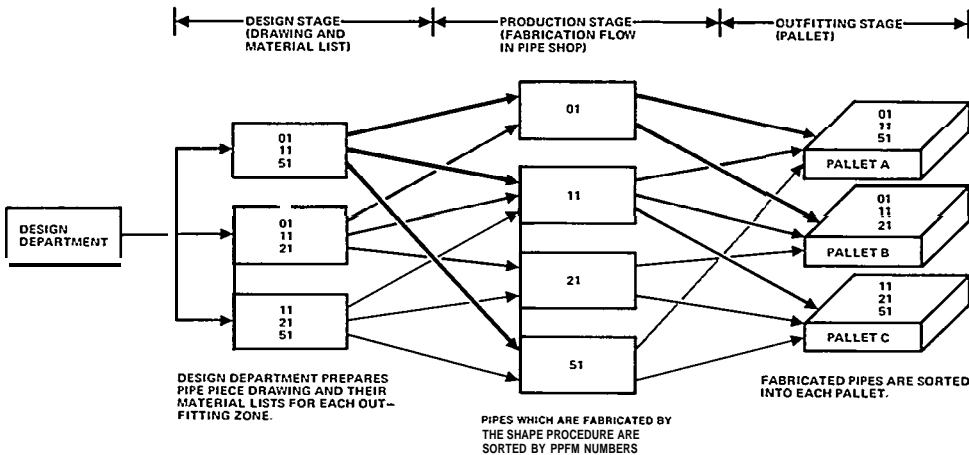 DESIGN STAGE
(DRAWING AND
MATERIAL LIST)
PRODUCTION STAGE
(FABRICATION FLOW
IN PIPE SHOP)
OUTFITTING STAGE
(PALLET)
DESIGN
DEPARTMENT
01
11
51
01
11
21
11
21
51
01
11
21
51
01
11
51
PALLET A
01
11
21
PALLET B
11
21
51
PALLET C
DESIGN DEPARTMENT PREPARES
PIPE PIECE DRAWING AND THEIR
MATERIAL LISTS FOR EACH OUT-
FITTING ZONE.
PIPES WHICH ARE FABRICATED BY
THE SHAPE PROCEDURE ARE
SORTED BY PPFM NUMBERS
FABRICATED PIPES ARE SORTED
INTO EACH PALLET.